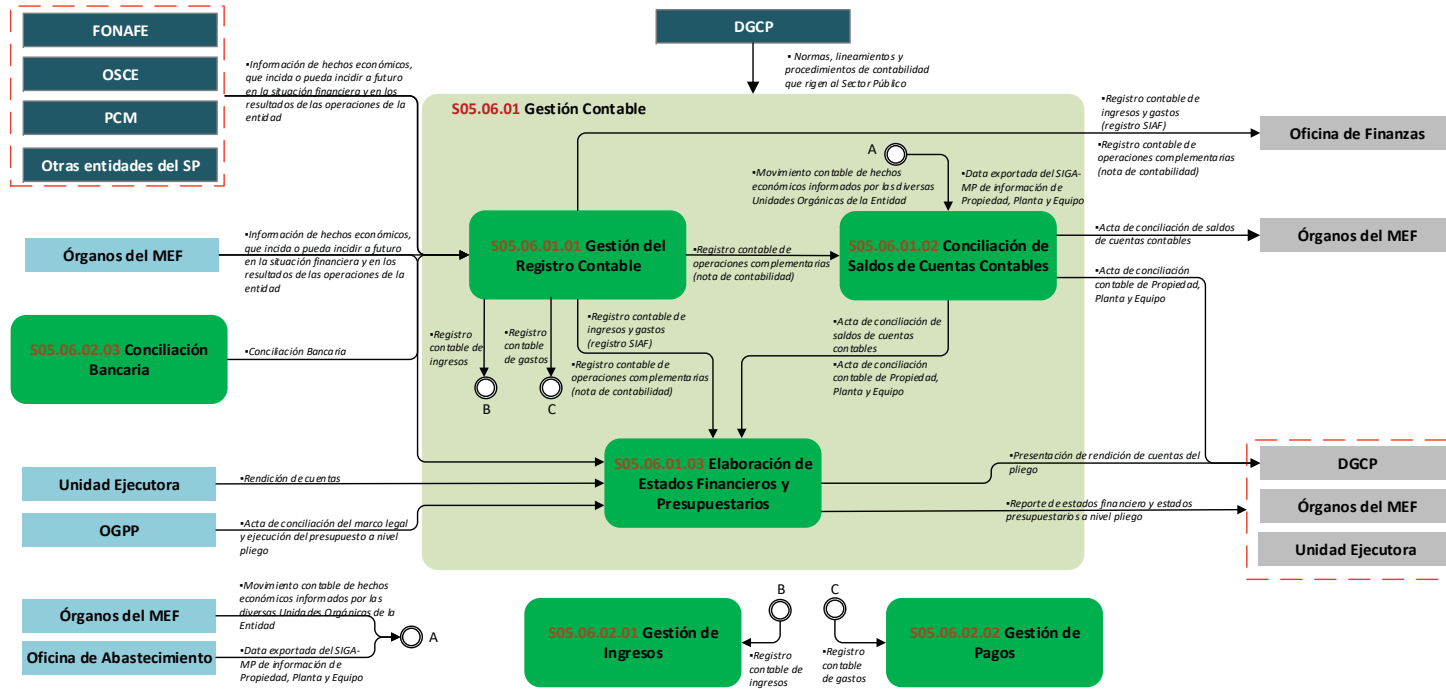 FONAFE
OSCE
PCM
Otras entidades del SP
▪Información de hechos económicos,
que incida o pueda incidir a futuro
en la situación financiera y en los
resultados de las operaciones de la
entidad
DGCP
▪ Normas, lineamientos y
procedimientos de contabilidad
que rigen al Sector Público
S05.06.01 Gestión Contable
▪Registro contable de
ingresos y gastos
(registro SIAF)
▪Registro contable de
operaciones complementarias
(nota de contabilidad)
Oficina de Finanzas
A
▪Movimiento contable de hechos
económicos informados por las diversas
Unidades Orgánicas de la Entidad
▪Data exportada del SIGA-
MP de información de
Propiedad, Planta y Equipo
Órganos del MEF
▪Información de hechos económicos,
que incida o pueda incidir a futuro
en la situación financiera y en los
resultados de las operaciones de la
entidad
S05.06.01.01 Gestión del
Registro Contable
▪Registro contable de
operaciones complementarias
(nota de contabilidad)
S05.06.01.02 Conciliación de
Saldos de Cuentas Contables
▪Acta de conciliación de saldos
de cuentas contables
Órganos del MEF
▪Acta de conciliación
contable de Propiedad,
Planta y Equipo
S05.06.02.03 Conciliación
Bancaria
▪Conciliación Bancaria
▪Registro
contable de
ingresos
B
▪Registro
contable
de gastos
C
▪Registro contable de
ingresos y gastos
(registro SIAF)
▪Registro contable de
operaciones complementarias
(nota de contabilidad)
▪Acta de conciliación de
saldos de cuentas
contables
▪Acta de conciliación
contable de Propiedad,
Planta y Equipo
Unidad Ejecutora
▪Rendición de cuentas
OGPP
▪Acta de conciliación del marco legal
y ejecución del presupuesto a nivel
pliego
S05.06.01.03 Elaboración de
Estados Financieros y
Presupuestarios
▪Presentación de rendición de cuentas del
pliego
▪Reporte de estados financiero y estados
presupuestarios a nivel pliego
DGCP
Órganos del MEF
Unidad Ejecutora
Órganos del MEF
▪Movimiento contable de hechos
económicos informados por las
diversas Unidades Orgánicas de la
Entidad
Oficina de Abastecimiento
▪Data exportada del SIGA-
MP de información de
Propiedad, Planta y Equipo
A
S05.06.02.01 Gestión de
Ingresos
B
▪Registro
contable de
ingresos
C
▪Registro
contable
de gastos
S05.06.02.02 Gestión de
Pagos